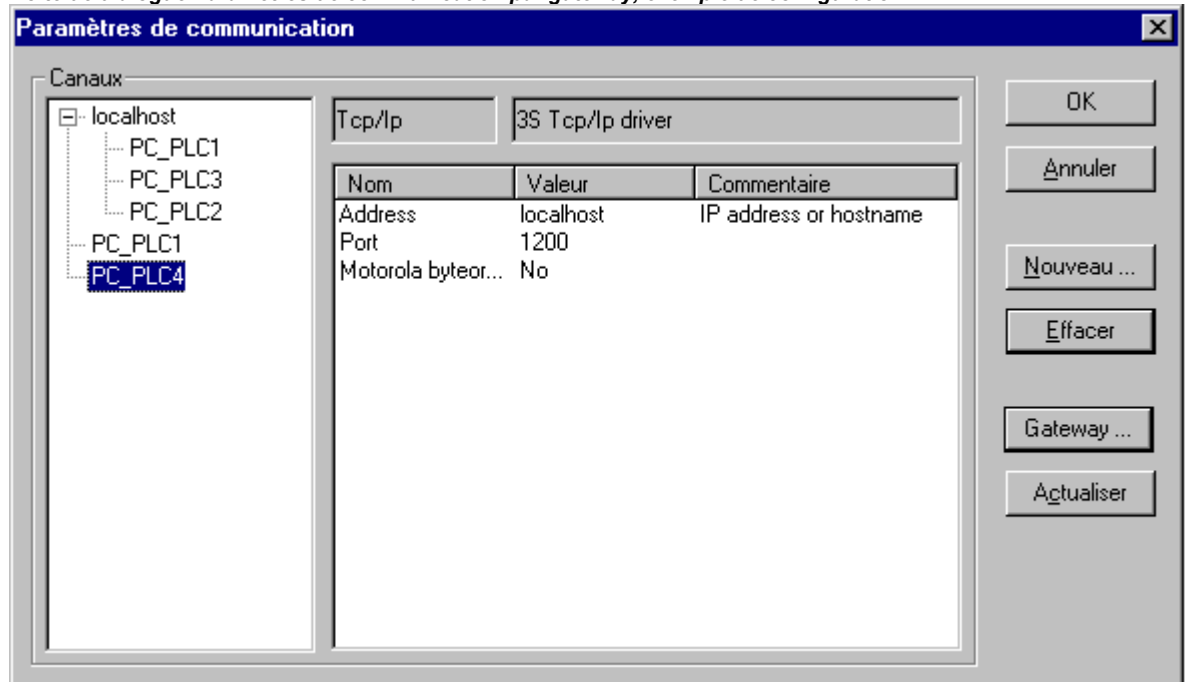 Paramètres de communication
Canaux
localhost
PC_PLC1
PC_PLC3
PC_PLC2
PC_PLC1
PC_PLC4
Tcp/Ip 3S Tcp/Ip driver
Nom Valeur Commentaire
Address localhost IP address or hostname
Port 1200
Motorola byteor... No
OK
Annuler
Nouveau ...
Effacer
Gateway ...
Actualiser